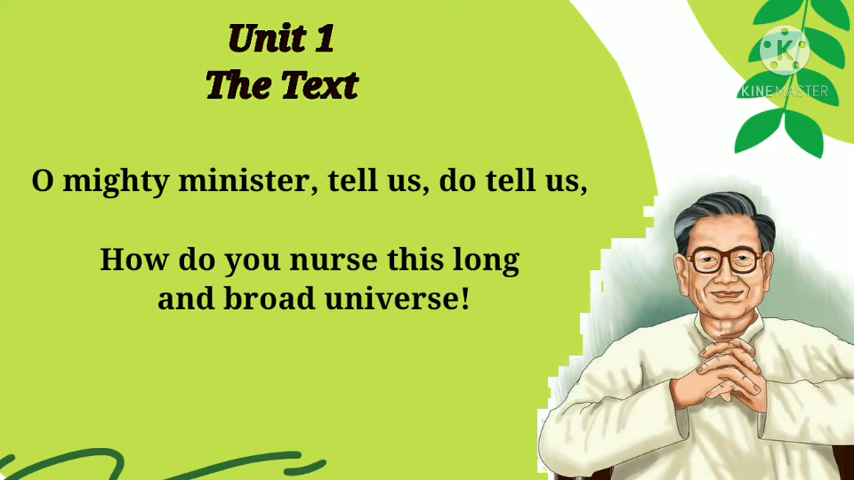 Unit 1
The Text
K
KINEMASTER
O mighty minister, tell us, do tell us,
How do you nurse this long
and broad universe!